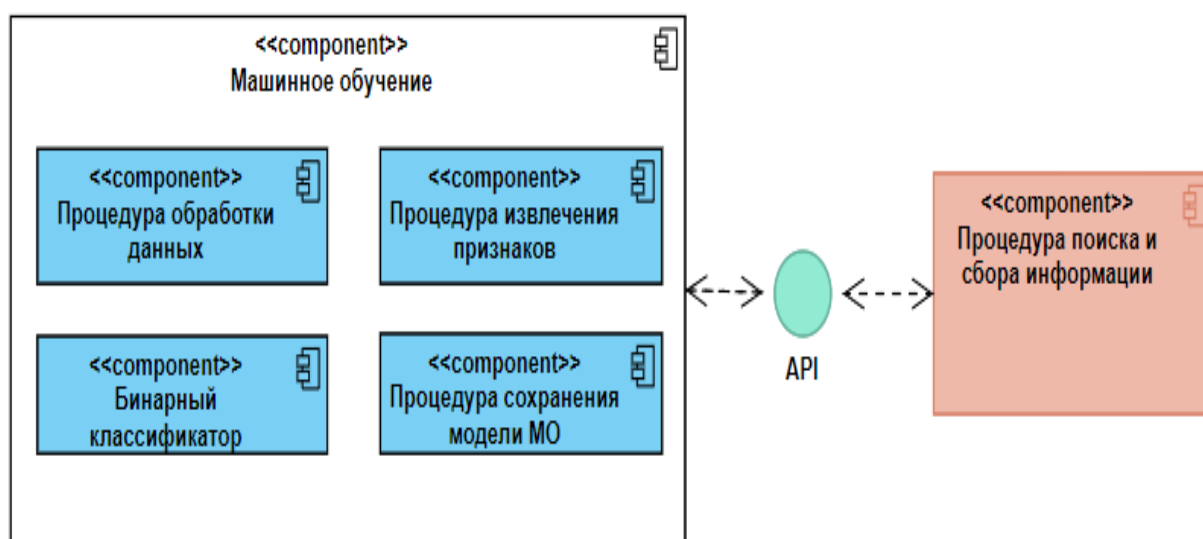 <<component>>
Машинное обучение
<<component>>
Процедура обработки
данных
<<component>>
Процедура извлечения
признаков
<<component>>
Бинарный
классификатор
<<component>>
Процедура сохранения
модели МО
API
<<component>>
Процедура поиска и
сбора информации